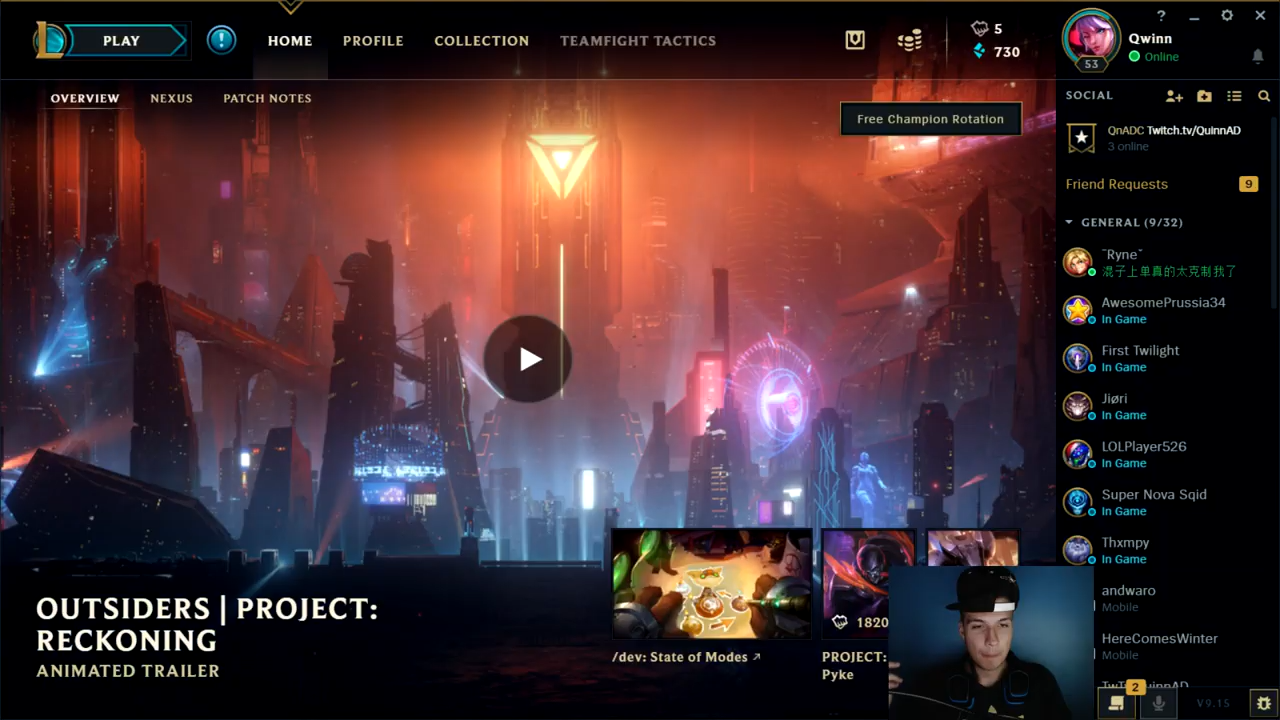 PLAY
HOME
PROFILE
COLLECTION
TEAMFIGHT TACTICS
5
730
?
Qwinn
Online
53
OVERVIEW
NEXUS
PATCH NOTES
Free Champion Rotation
SOCIAL
QnADC Twitch.tv/QuinnAD
3 online
Friend Requests
9
GENERAL (9/32)
~Ryne~
混子上单真的太克制我了
AwesomePrussia34
In Game
First Twilight
In Game
Jiøri
In Game
LOLPlayer526
In Game
Super Nova Sqid
In Game
Thxmpy
In Game
andwaro
Mobile
HereComesWinter
Mobile
OUTSIDERS | PROJECT:
RECKONING
ANIMATED TRAILER
/dev: State of Modes
1820
PROJECT:
Pyke
2
V9.15